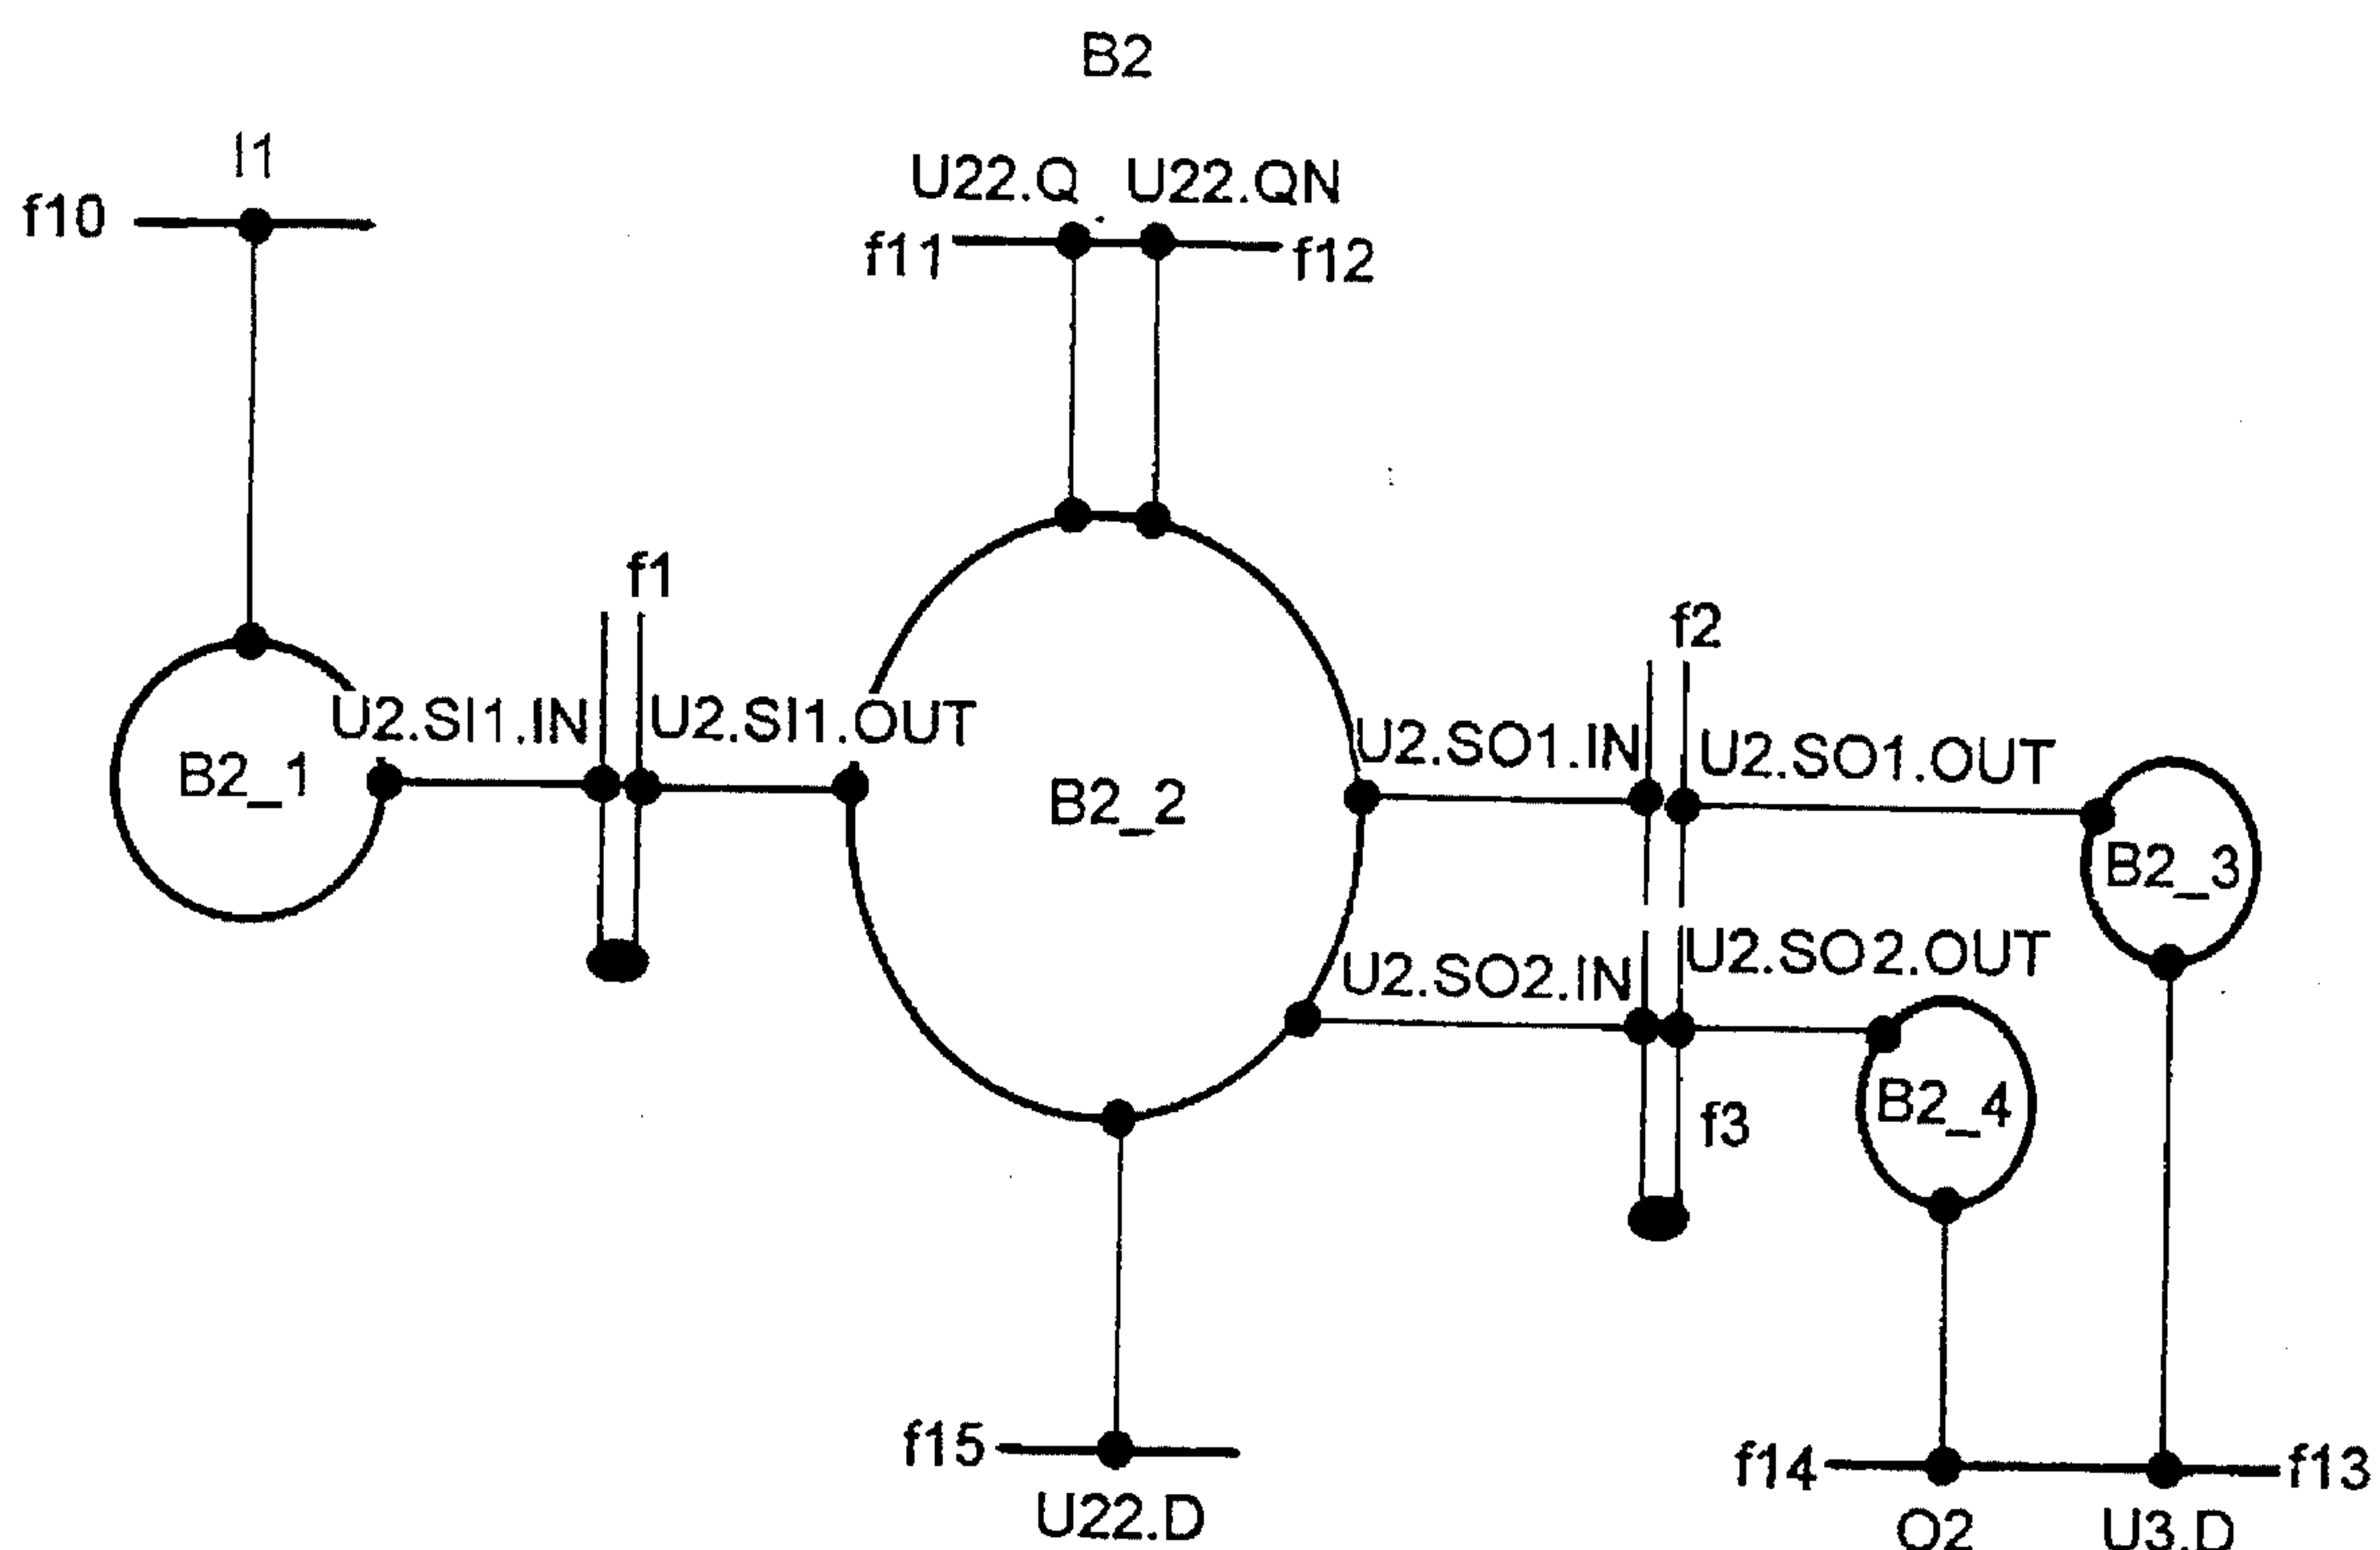 B2
I1
f10
U22.Q U22.QN
f11 f12
f1
f2
U2.SI1.IN U2.SI1.OUT
U2.SO1.IN U2.SO1.OUT
B2_1
B2_2
B2_3
U2.SO2.IN U2.SO2.OUT
B2_4
f3
f15
f14 f13
U22.D
O2 U3.D